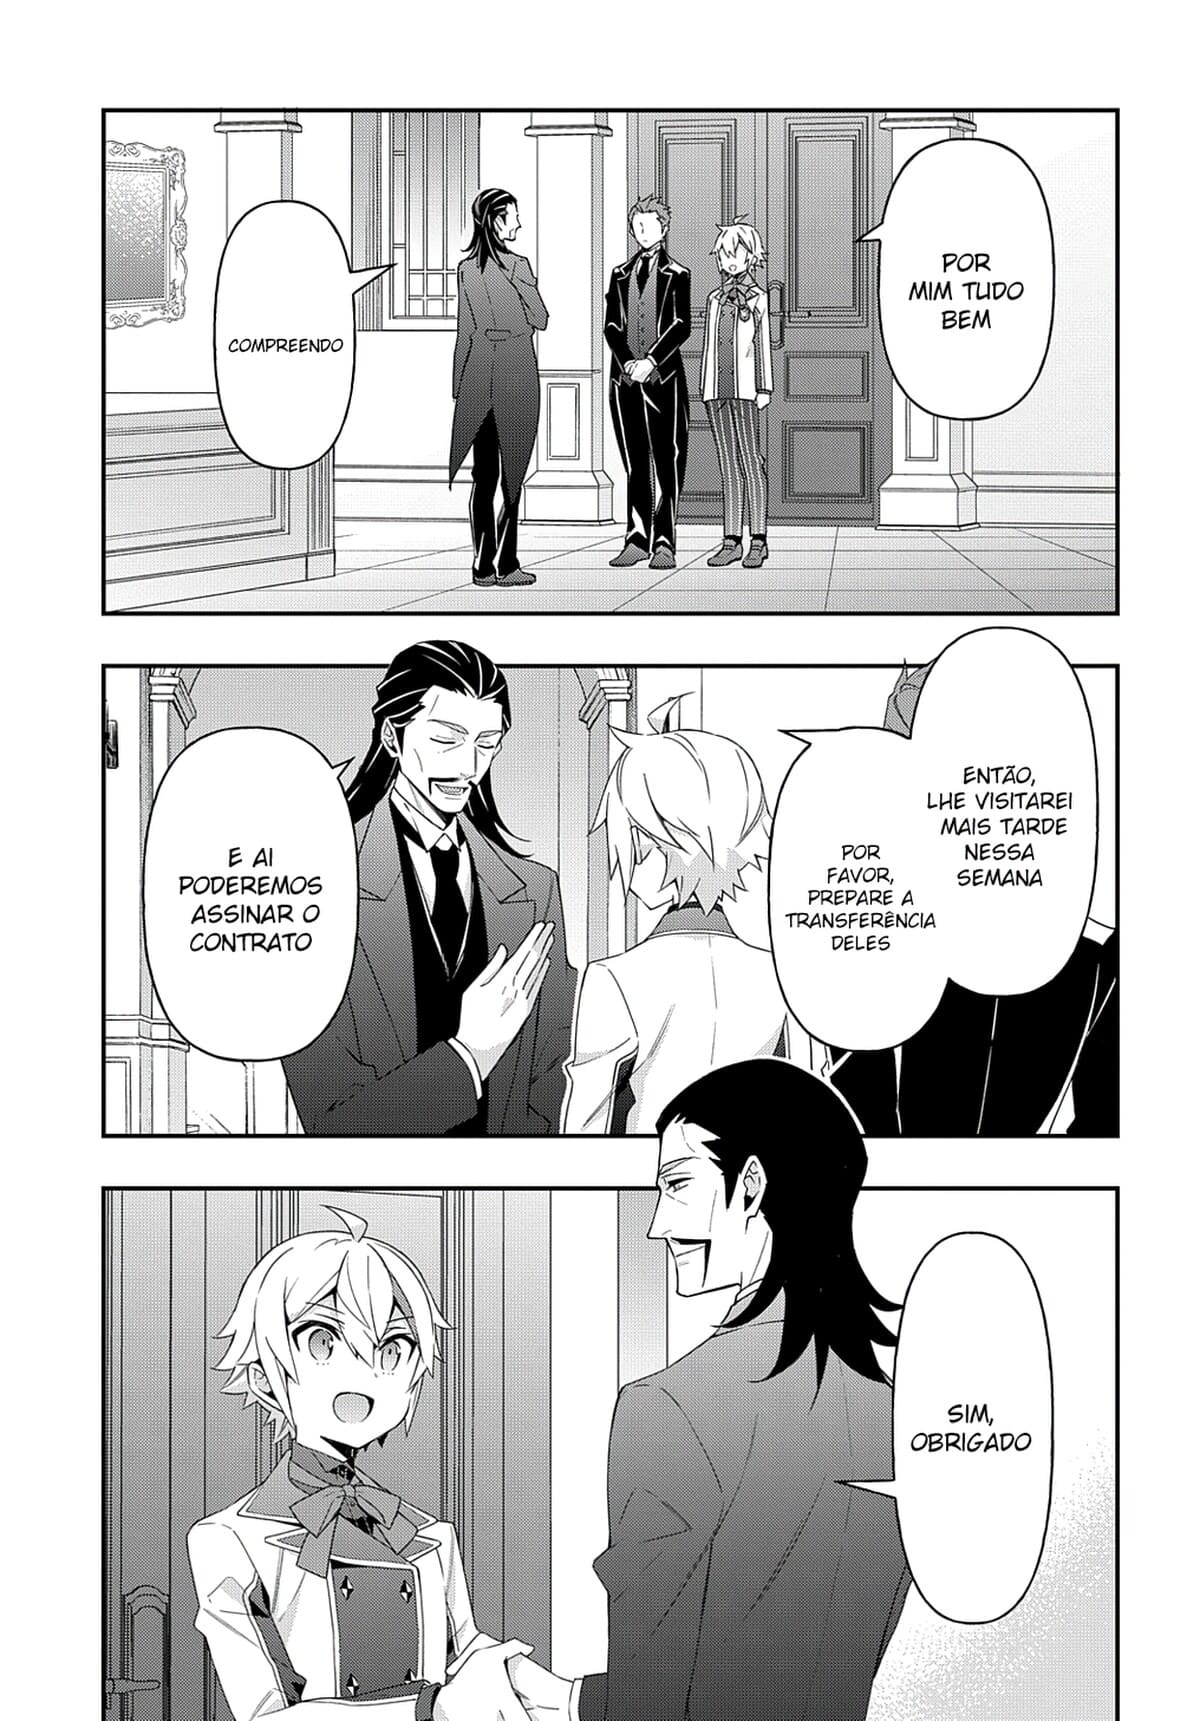 POR
MIM TUDO
BEM
COMPREENDO
ENTÃO,
LHE VISITAREI
MAIS TARDE
NESSA
SEMANA
POR
FAVOR,
PREPARE A
TRANSFERÊNCIA
DELES
E AI
PODEREMOS
ASSINAR O
CONTRATO
SIM,
OBRIGADO